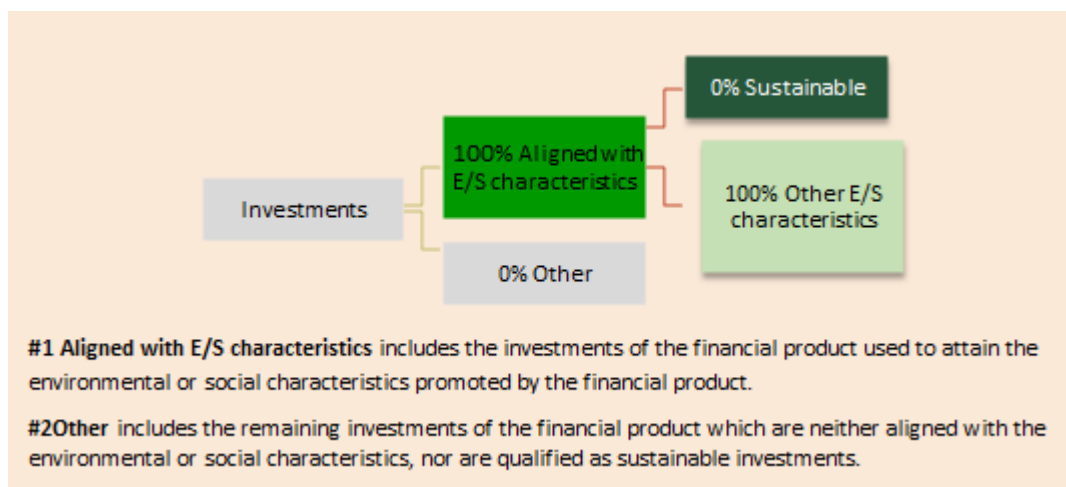 0% Sustainable
100% Aligned with
E/S characteristics
100% Other E/S
characteristics
Investments
0% Other
#1 Aligned with E/S characteristics includes the investments of the financial product used to attain the
environmental or social characteristics promoted by the financial product.
#2Other includes the remaining investments of the financial product which are neither aligned with the
environmental or social characteristics, nor are qualified as sustainable investments.